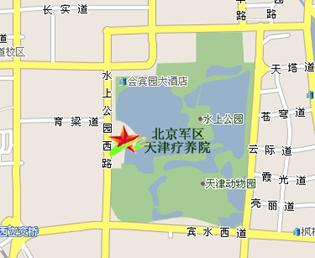 长实道
路
路
道校区
水上公园西路
会宾园大酒店
天塔道
水上公园
苍穹道
育梁道
北京军区
天津疗养院
云际道
霞光道
天津动物园
亮丽道
宾水西道